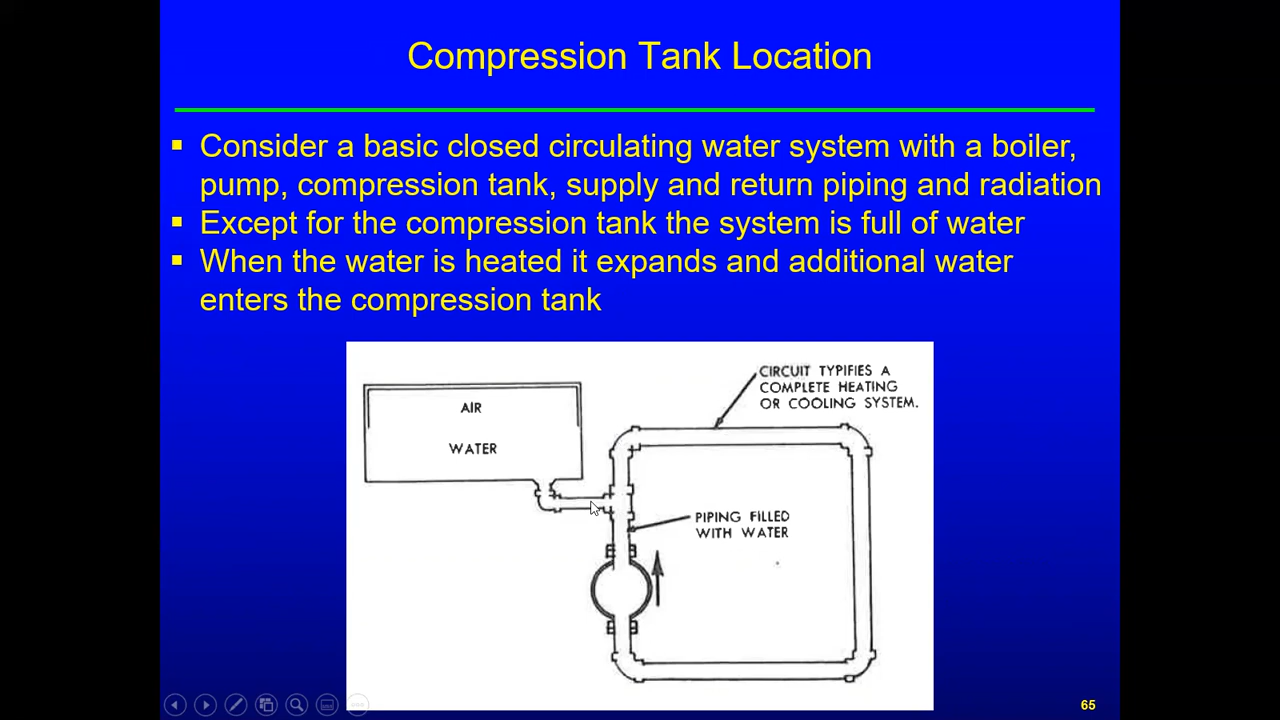 Compression Tank Location
Consider a basic closed circulating water system with a boiler,
pump, compression tank, supply and return piping and radiation
Except for the compression tank the system is full of water
When the water is heated it expands and additional water
enters the compression tank
CIRCUIT TYPIFIES A
COMPLETE HEATING
OR COOLING SYSTEM.
AIR
WATER
PIPING FILLED
WITH WATER
65